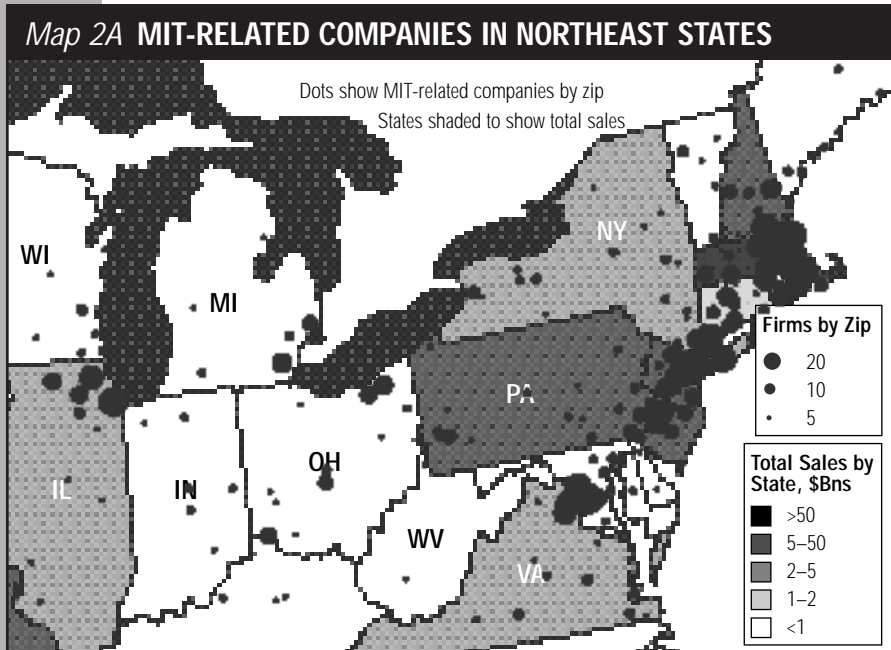 Map 2A MIT-RELATED COMPANIES IN NORTHEAST STATES
Dots show MIT-related companies by zip
States shaded to show total sales
NY
WI
MI
PA
OH
IL
IN
WV
VA
Firms by Zip
20
10
5
Total Sales by
State, $Bns
>50
5–50
2–5
1–2
<1